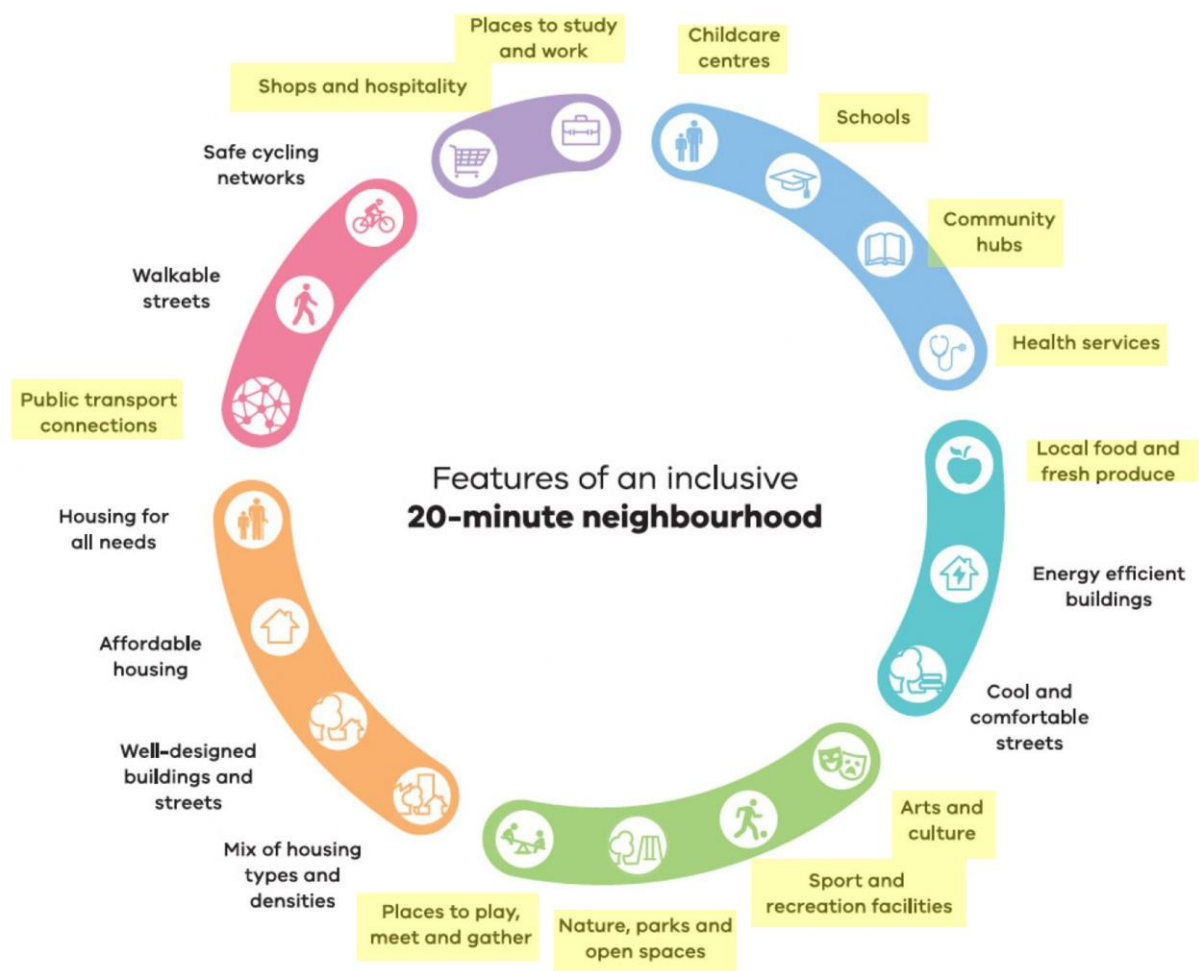 Places to study
and work
Childcare
centres
Shops and hospitality
Schools
Safe cycling
networks
Community
hubs
Walkable
streets
Health services
Public transport
connections
Local food and
fresh produce
Features of an inclusive
20-minute neighbourhood
Housing for
all needs
Energy efficient
buildings
Affordable
housing
Cool and
comfortable
streets
Well-designed
buildings and
streets
Arts and
culture
Mix of housing
types and
densities
Sport and
recreation facilities
Places to play,
meet and gather
Nature, parks and
open spaces